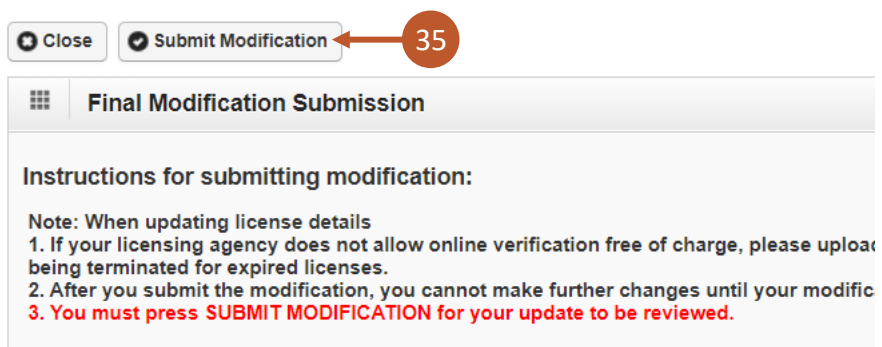 Close Submit Modification 35
Final Modification Submission
Instructions for submitting modification:
Note: When updating license details
1. If your licensing agency does not allow online verification free of charge, please upload
being terminated for expired licenses.
2. After you submit the modification, you cannot make further changes until your modific
3. You must press SUBMIT MODIFICATION for your update to be reviewed.